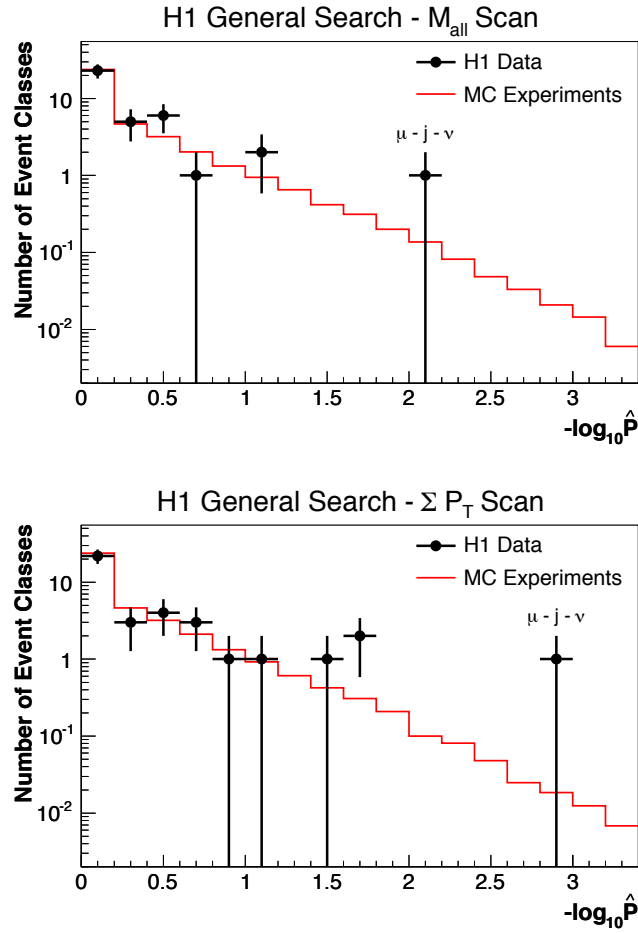 H1 General Search - M_all Scan
Number of Event Classes
10
1
10^-1
10^-2
H1 Data
MC Experiments
μ - j - ν
0 0.5 1 1.5 2 2.5 3
-log₁₀P̂
H1 General Search - Σ P_T Scan
Number of Event Classes
10
1
10^-1
10^-2
H1 Data
MC Experiments
μ - j - ν
0 0.5 1 1.5 2 2.5 3
-log₁₀P̂